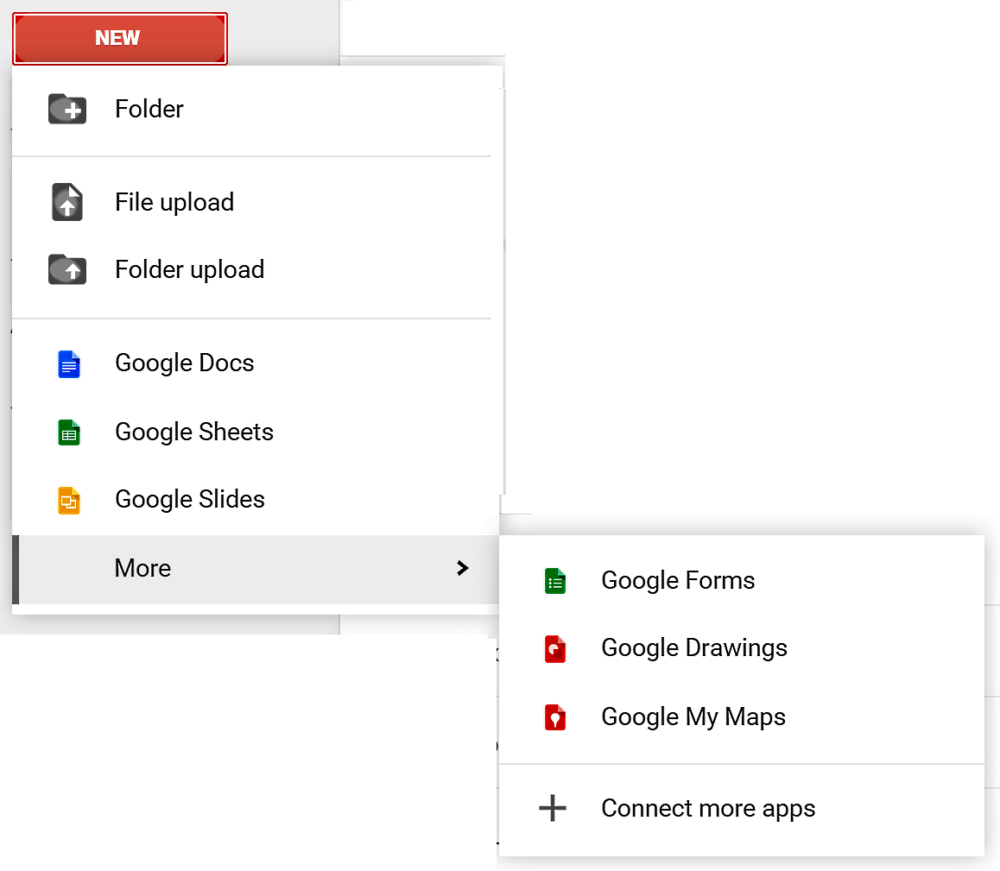 NEW
Folder
File upload
Folder upload
Google Docs
Google Sheets
Google Slides
More
Google Forms
Google Drawings
Google My Maps
Connect more apps